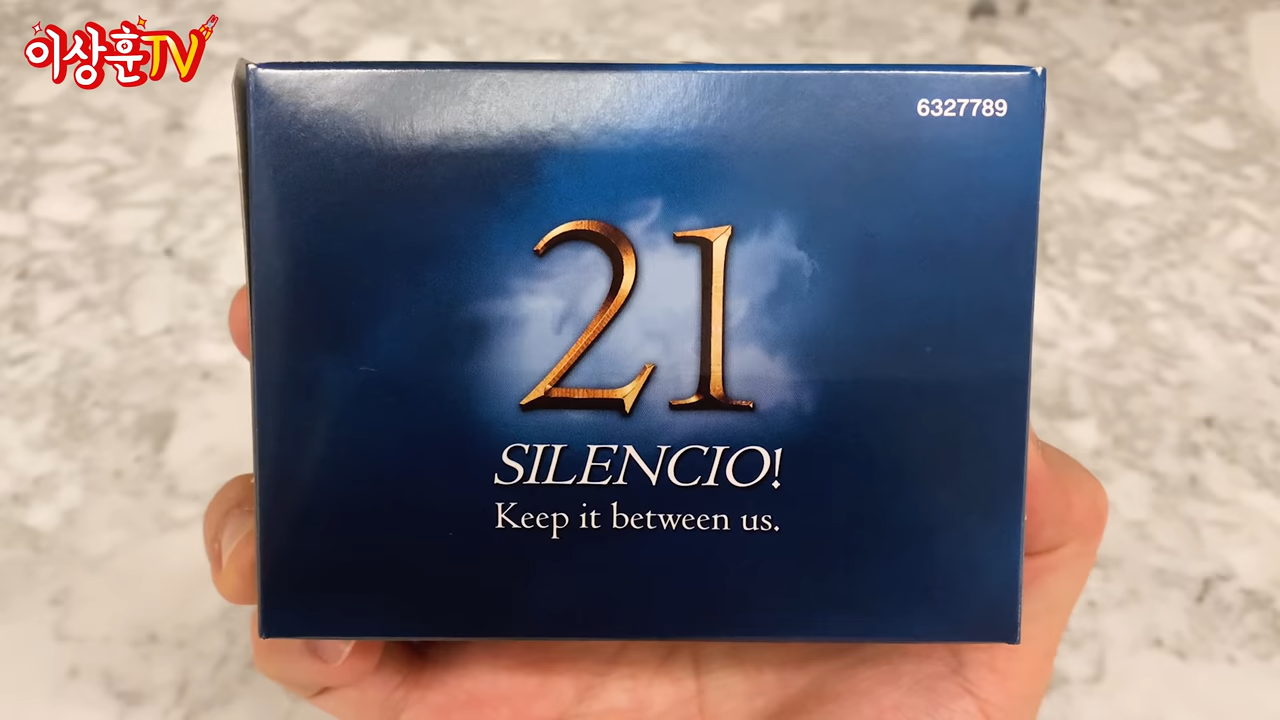 이상훈TV
6327789
21
SILENCIO!
Keep it between us.